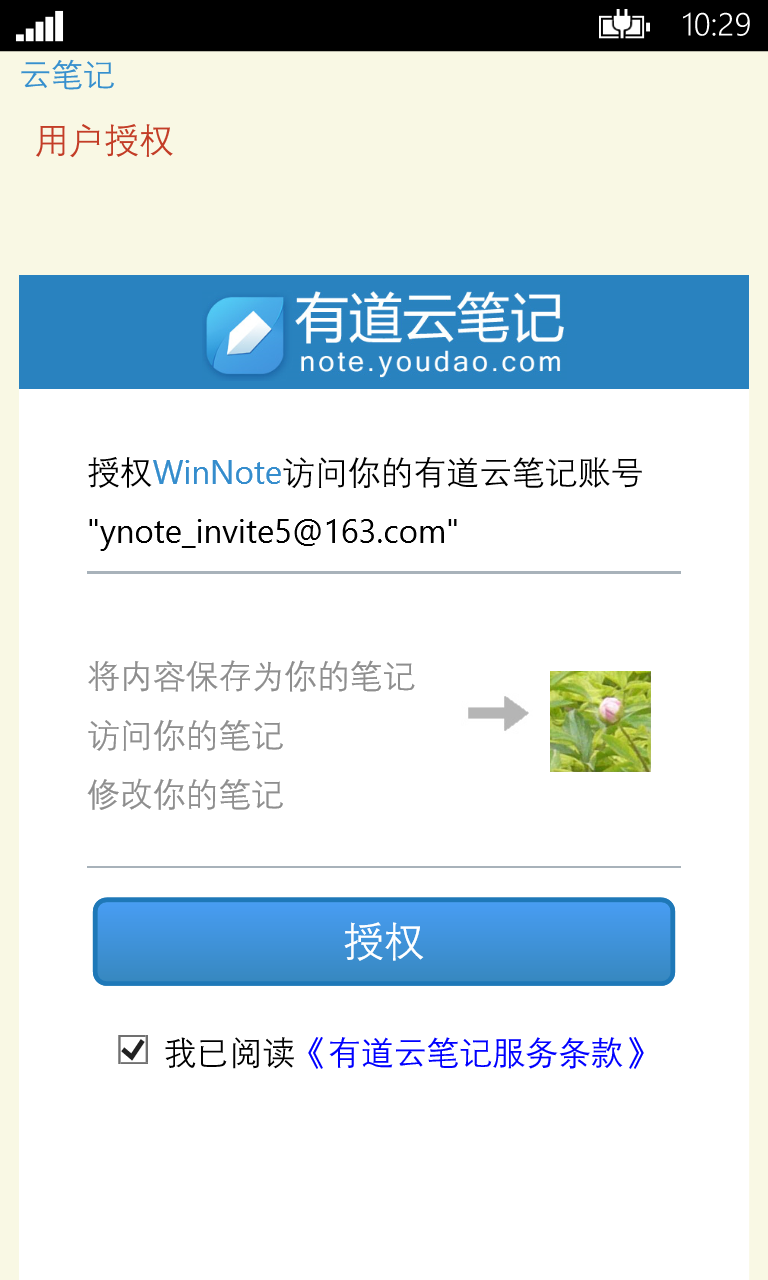 10:29
云笔记
用户授权
有道云笔记
note.youdao.com
授权WinNote访问你的有道云笔记账号
"ynote_invite5@163.com"
将内容保存为你的笔记
访问你的笔记
修改你的笔记
授权
我已阅读《有道云笔记服务条款》